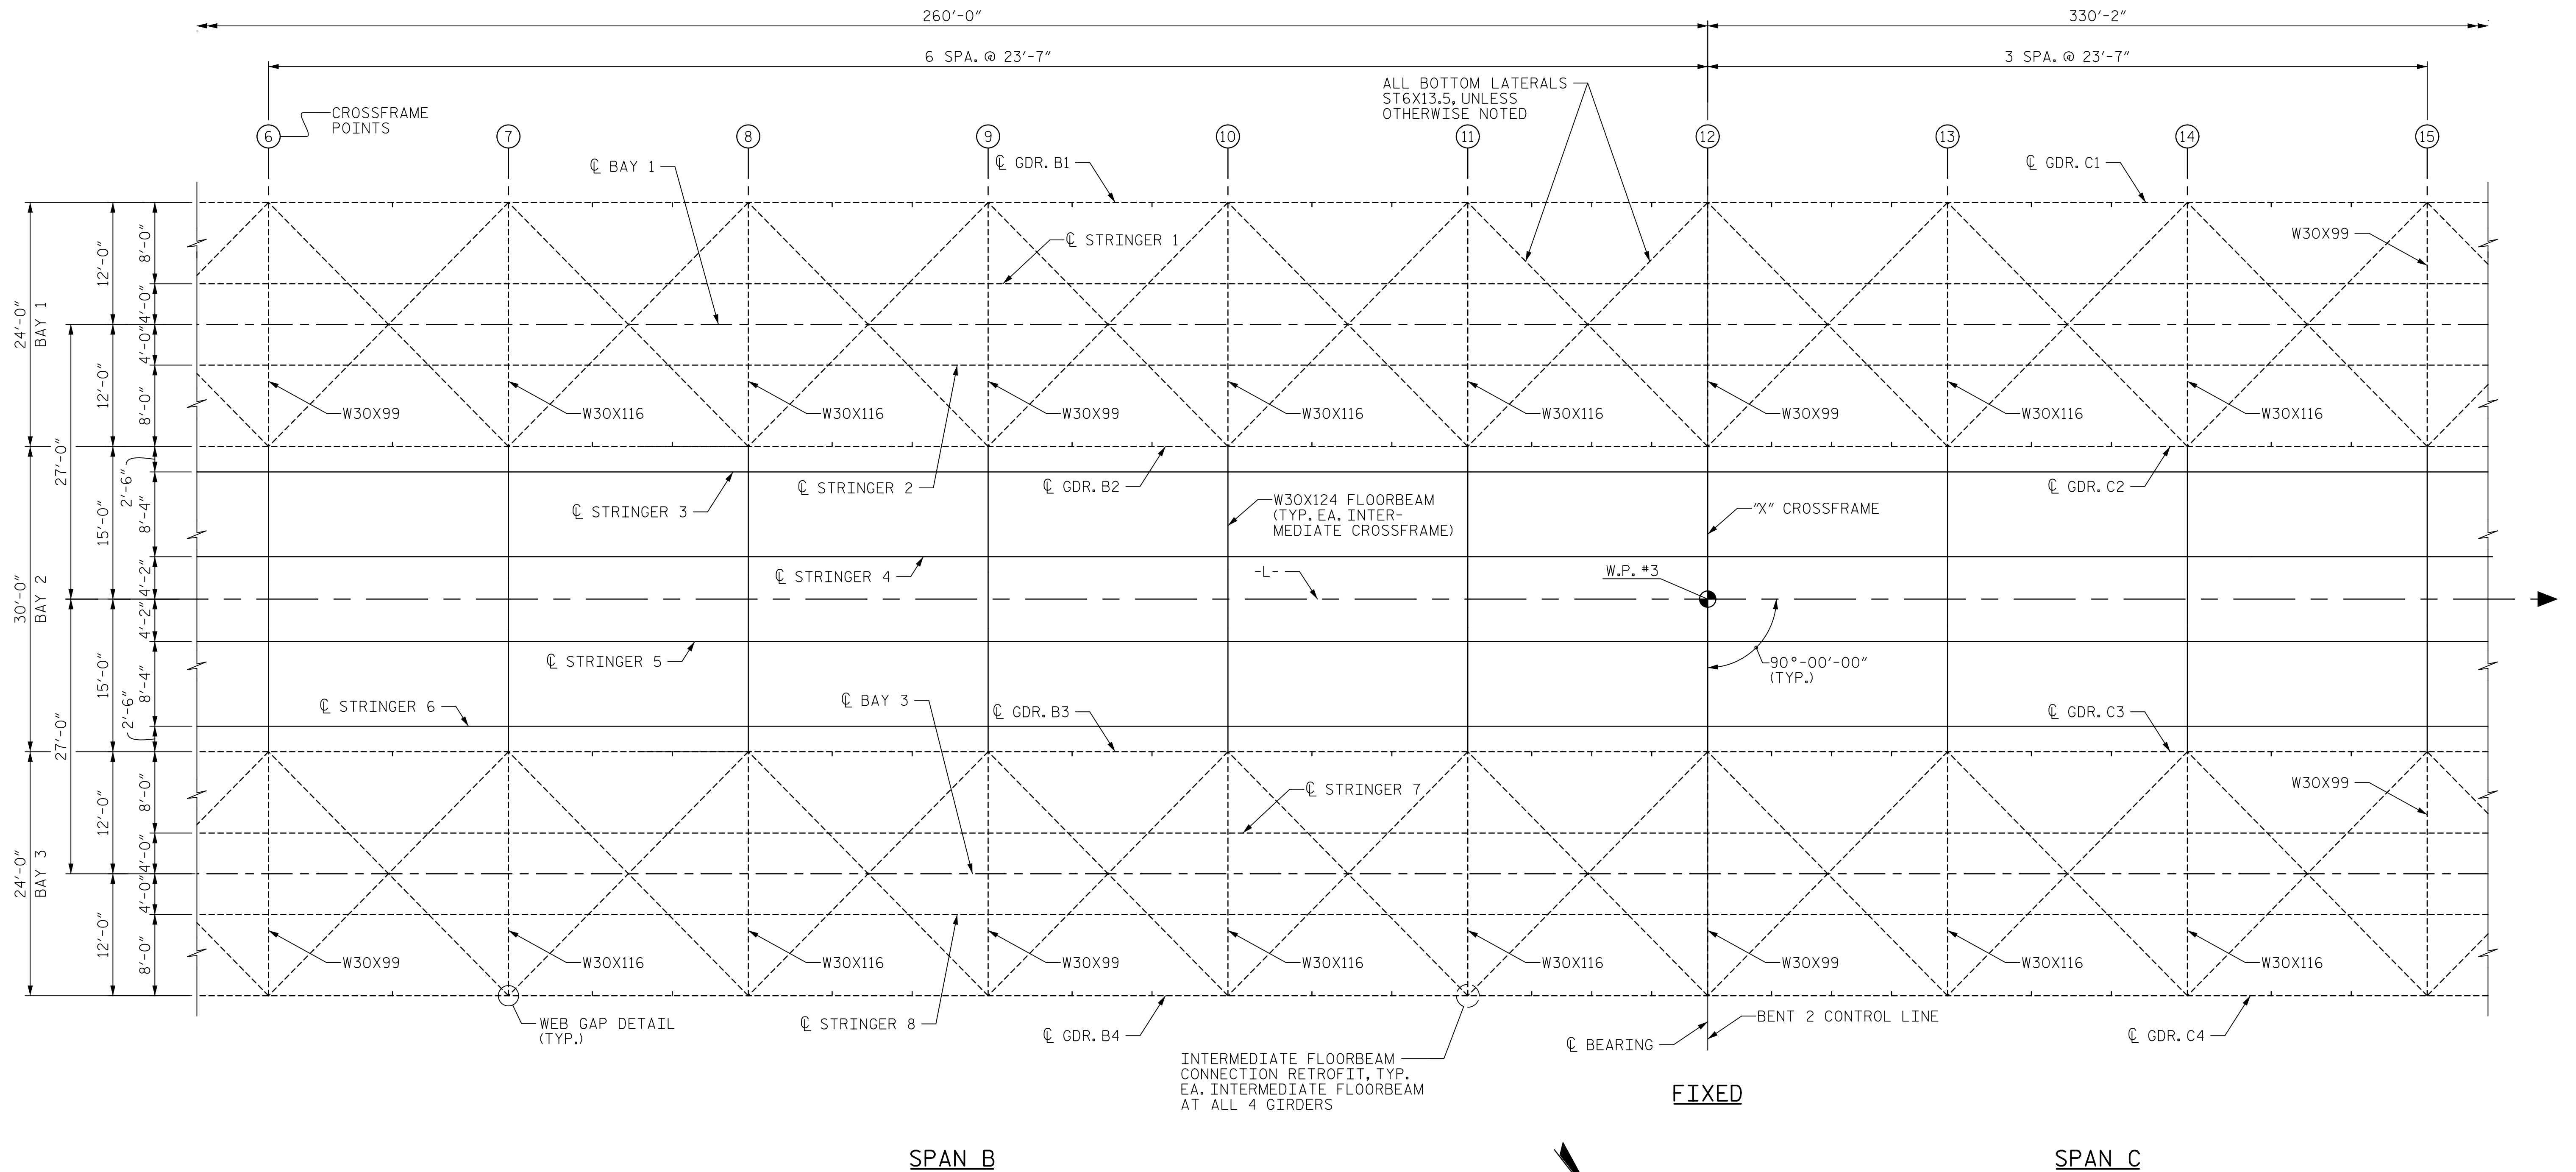 260'-0"
330'-2"
6 SPA. @ 23'-7"
3 SPA. @ 23'-7"
ALL BOTTOM LATERALS
ST6X13.5, UNLESS
OTHERWISE NOTED
CROSSFRAME
POINTS
6
7
8
9
10
11
12
13
14
15
℄ BAY 1
℄ GDR. B1
℄ GDR. C1
℄ STRINGER 1
W30X99
24'-0"
BAY 1
12'-0"
12'-0"
8'-0"
4'-0"
4'-0"
8'-0"
W30X99
W30X116
W30X116
W30X99
W30X116
W30X116
W30X99
W30X116
W30X116
27'-0"
2'-6"
℄ STRINGER 2
℄ GDR. B2
℄ GDR. C2
℄ STRINGER 3
W30X124 FLOORBEAM
(TYP. EA. INTER-
MEDIATE CROSSFRAME)
"X" CROSSFRAME
30'-0"
BAY 2
15'-0"
15'-0"
8'-4"
4'-2"
4'-2"
8'-4"
℄ STRINGER 4
-L-
W.P. #3
℄ STRINGER 5
90°-00'-00"
(TYP.)
27'-0"
2'-6"
℄ STRINGER 6
℄ BAY 3
℄ GDR. B3
℄ GDR. C3
℄ STRINGER 7
W30X99
24'-0"
BAY 3
12'-0"
12'-0"
8'-0"
4'-0"
4'-0"
8'-0"
W30X99
W30X116
W30X116
W30X99
W30X116
W30X116
W30X99
W30X116
W30X116
WEB GAP DETAIL
(TYP.)
℄ STRINGER 8
℄ GDR. B4
℄ BEARING
BENT 2 CONTROL LINE
℄ GDR. C4
INTERMEDIATE FLOORBEAM
CONNECTION RETROFIT, TYP.
EA. INTERMEDIATE FLOORBEAM
AT ALL 4 GIRDERS
FIXED
SPAN B
SPAN C